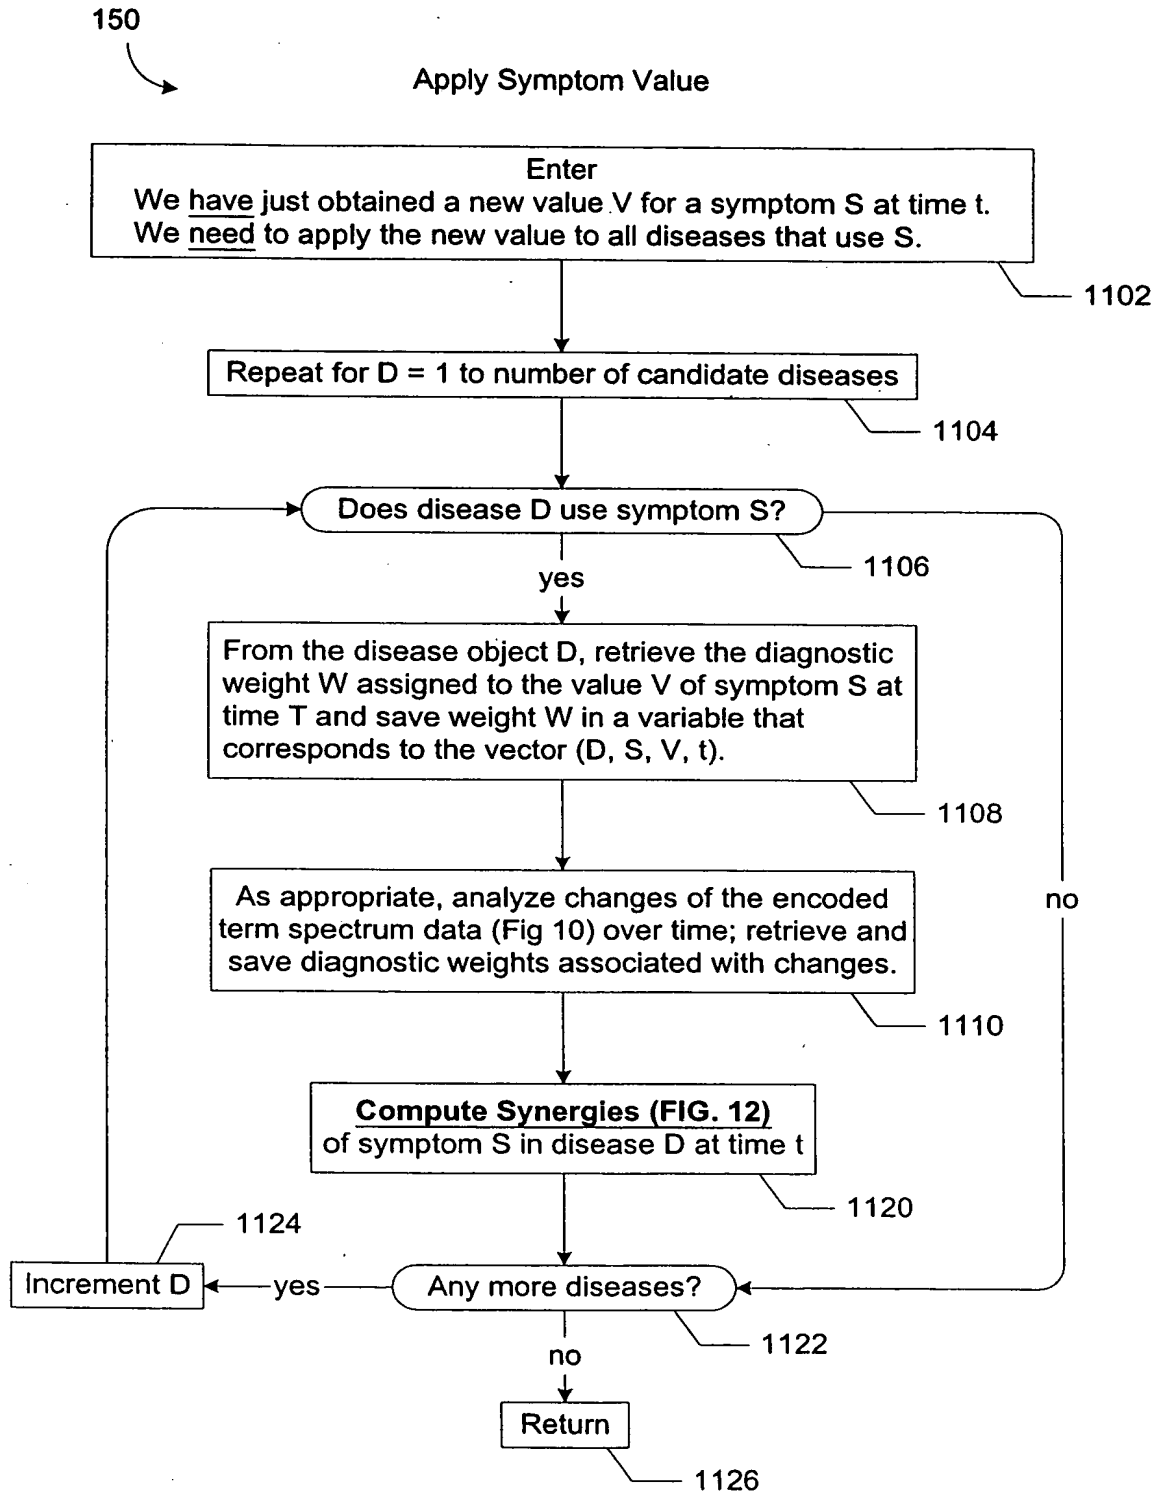 150
Apply Symptom Value
Enter
We have just obtained a new value V for a symptom S at time t.
We need to apply the new value to all diseases that use S.
1102
Repeat for D = 1 to number of candidate diseases
1104
Does disease D use symptom S?
1106
yes
From the disease object D, retrieve the diagnostic
weight W assigned to the value V of symptom S at
time T and save weight W in a variable that
corresponds to the vector (D, S, V, t).
1108
As appropriate, analyze changes of the encoded
term spectrum data (Fig 10) over time; retrieve and
save diagnostic weights associated with changes.
no
1110
Compute Synergies (FIG. 12)
of symptom S in disease D at time t
1120
1124
Increment D
yes
Any more diseases?
1122
no
Return
1126